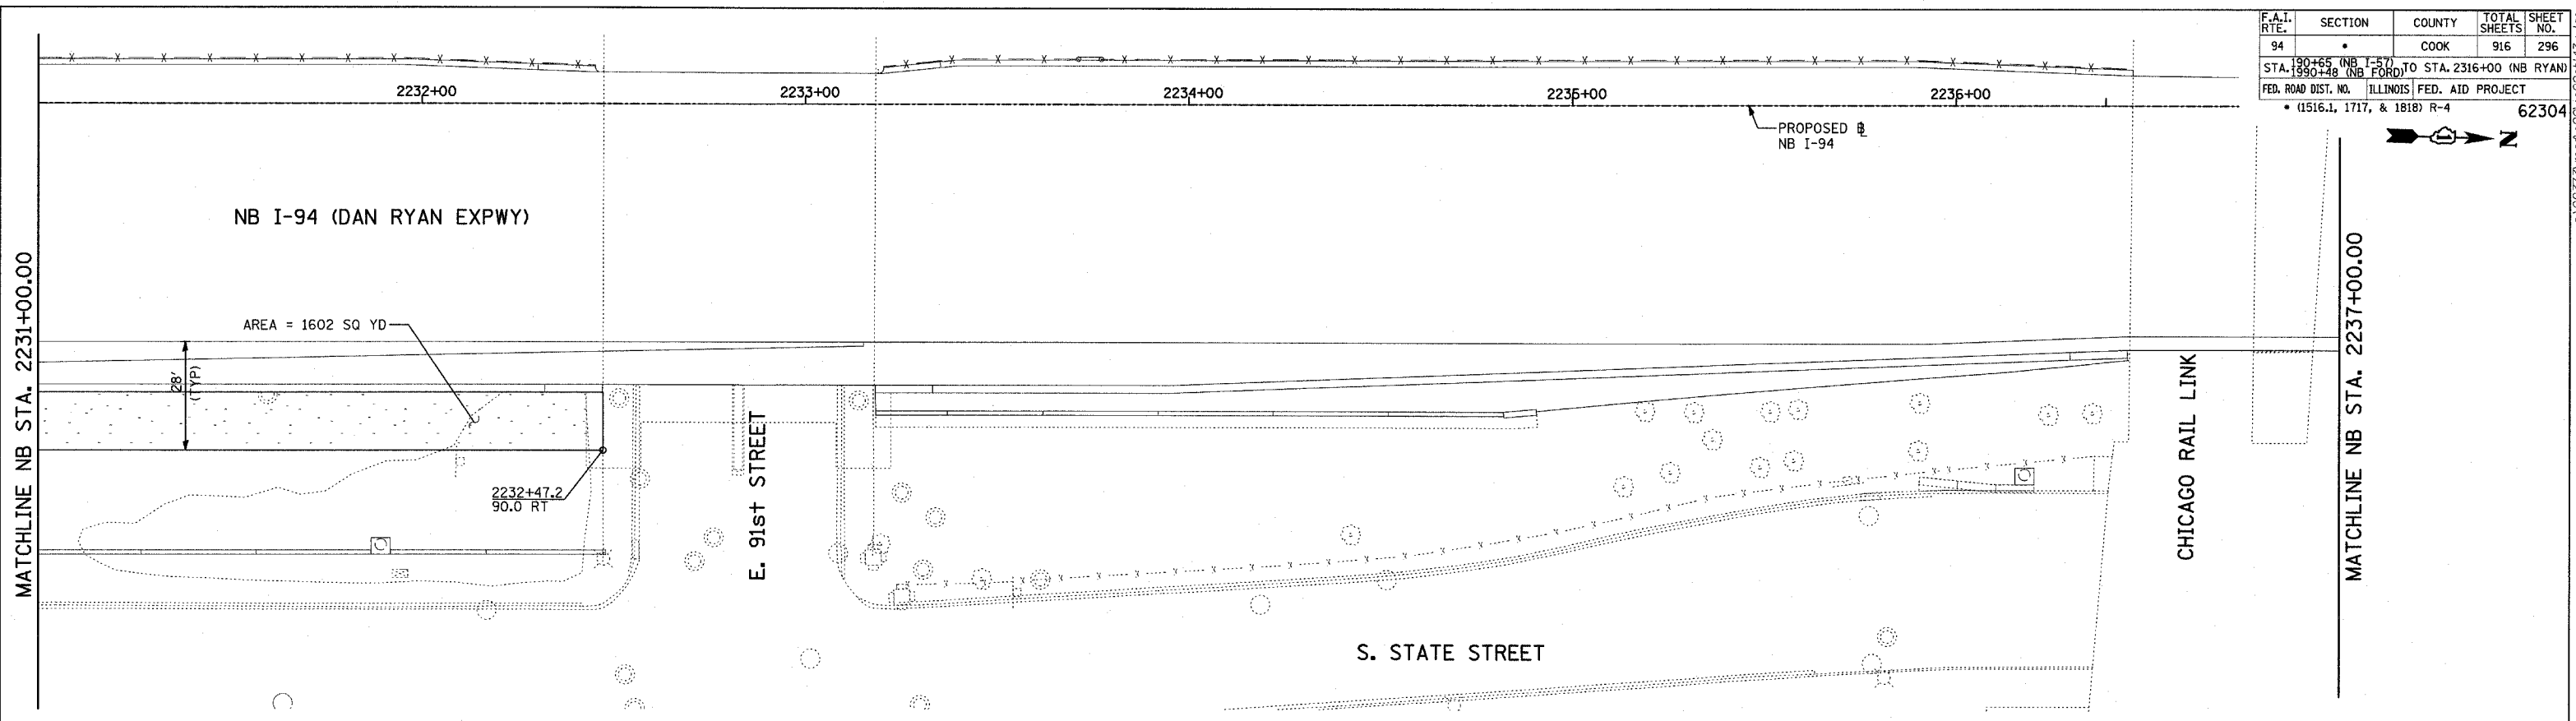 F.A.I. RTE. SECTION COUNTY TOTAL SHEETS SHEET NO.
94 • COOK 916 296
STA. 190+65 (NB I-57) 1990+48 (NB FORD) TO STA. 2316+00 (NB RYAN)
FED. ROAD DIST. NO. ILLINOIS FED. AID PROJECT
• (1516.1, 1717, & 1818) R-4
62304
N
2232+00 2233+00 2234+00 2235+00 2236+00
PROPOSED ℄
NB I-94
NB I-94 (DAN RYAN EXPWY)
MATCHLINE NB STA. 2231+00.00
AREA = 1602 SQ YD
28'
(TYP)
2232+47.2
90.0 RT
E. 91st STREET
S. STATE STREET
CHICAGO RAIL LINK
MATCHLINE NB STA. 2237+00.00